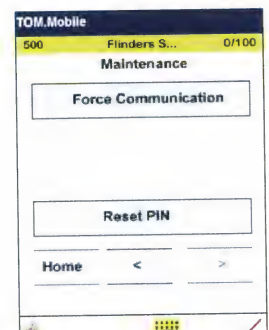 TOM.Mobile
500 Flinders S... 0/100
Maintenance
Force Communication
Reset PIN
Home < >